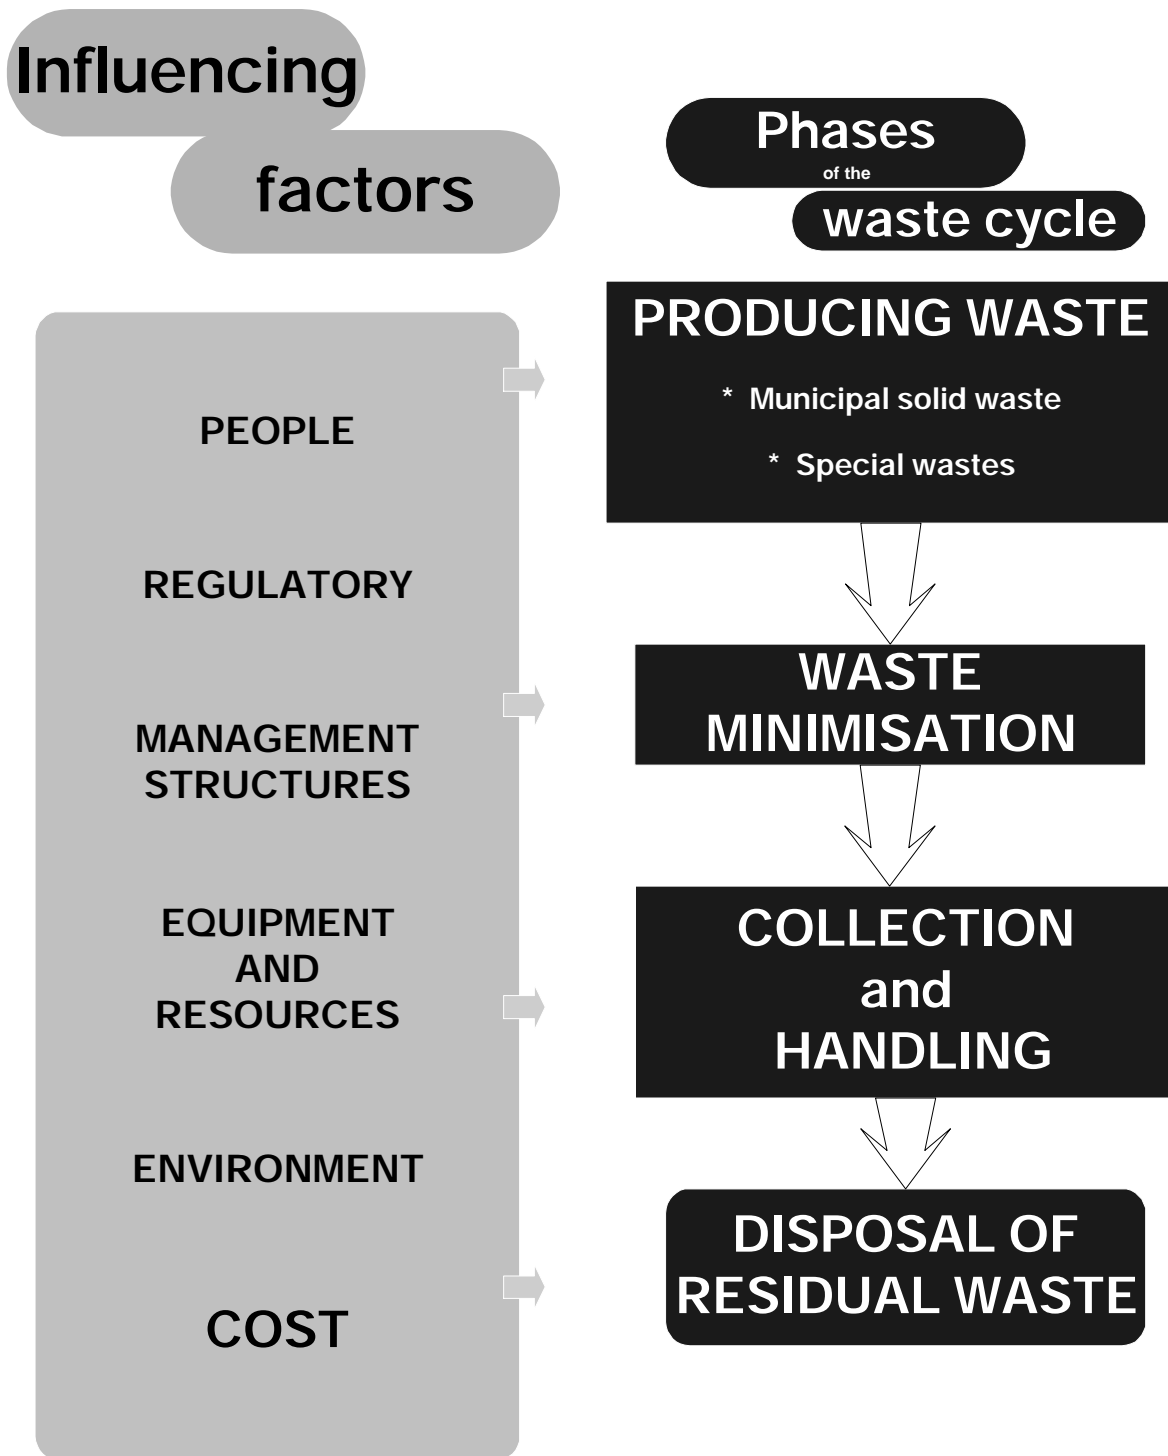 Influencing
factors
PEOPLE
REGULATORY
MANAGEMENT
STRUCTURES
EQUIPMENT
AND
RESOURCES
ENVIRONMENT
COST
Phases
of the
waste cycle
PRODUCING WASTE
* Municipal solid waste
* Special wastes
WASTE
MINIMISATION
COLLECTION
and
HANDLING
DISPOSAL OF
RESIDUAL WASTE